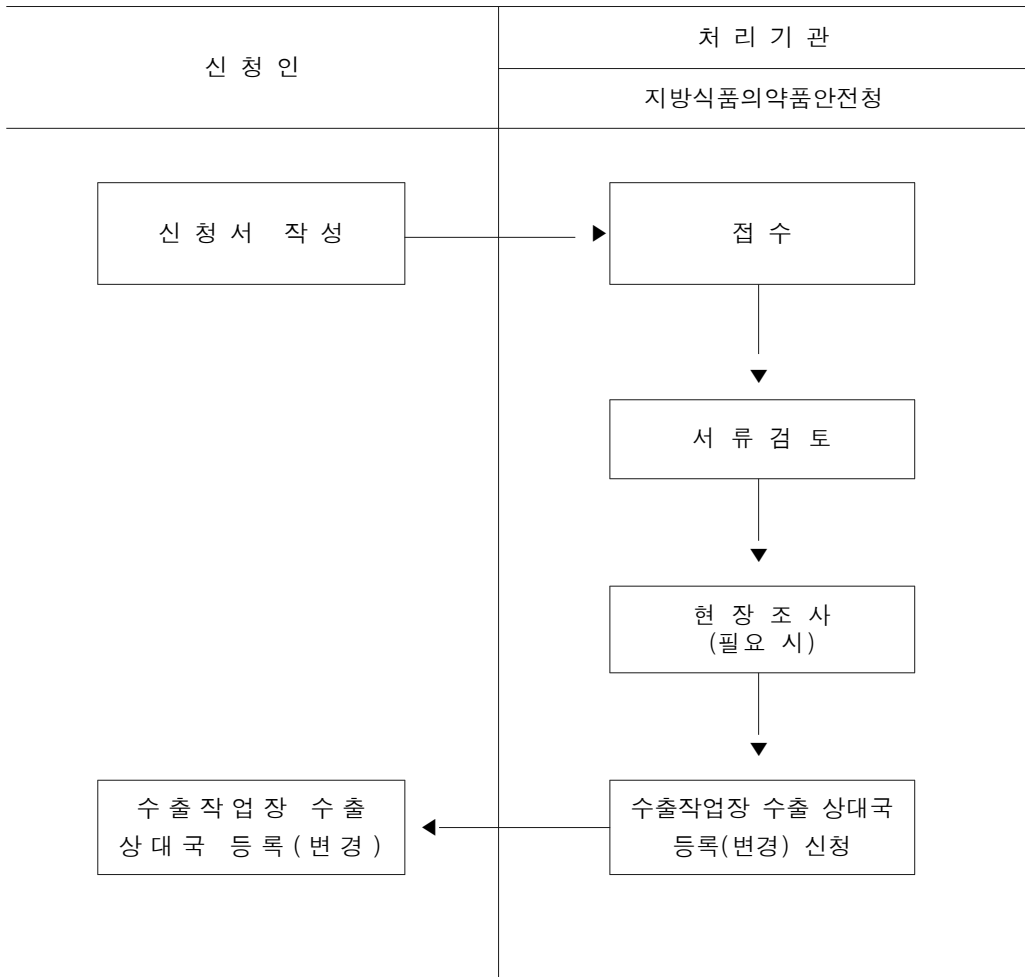 신 청 인
처 리 기 관
지방식품의약품안전청
신 청 서 작 성
접 수
서 류 검 토
현 장 조 사
(필요 시)
수 출 작 업 장 수 출
상 대 국 등 록 ( 변 경 )
수출작업장 수출 상대국
등록(변경) 신청